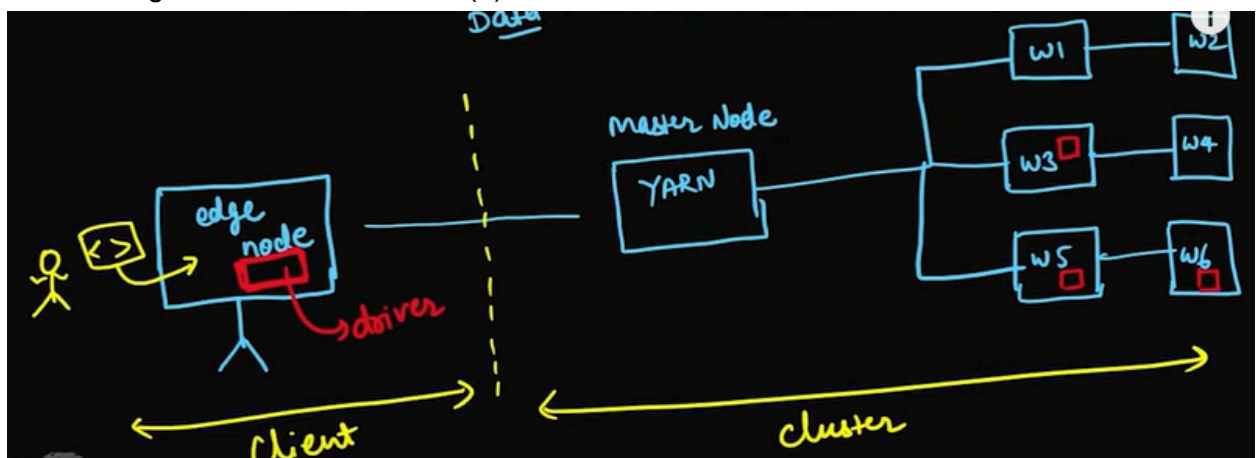 Data
Master Node
YARN
W1
W2
W3
W4
W5
W6
edge
node
<>
driver
Client
cluster